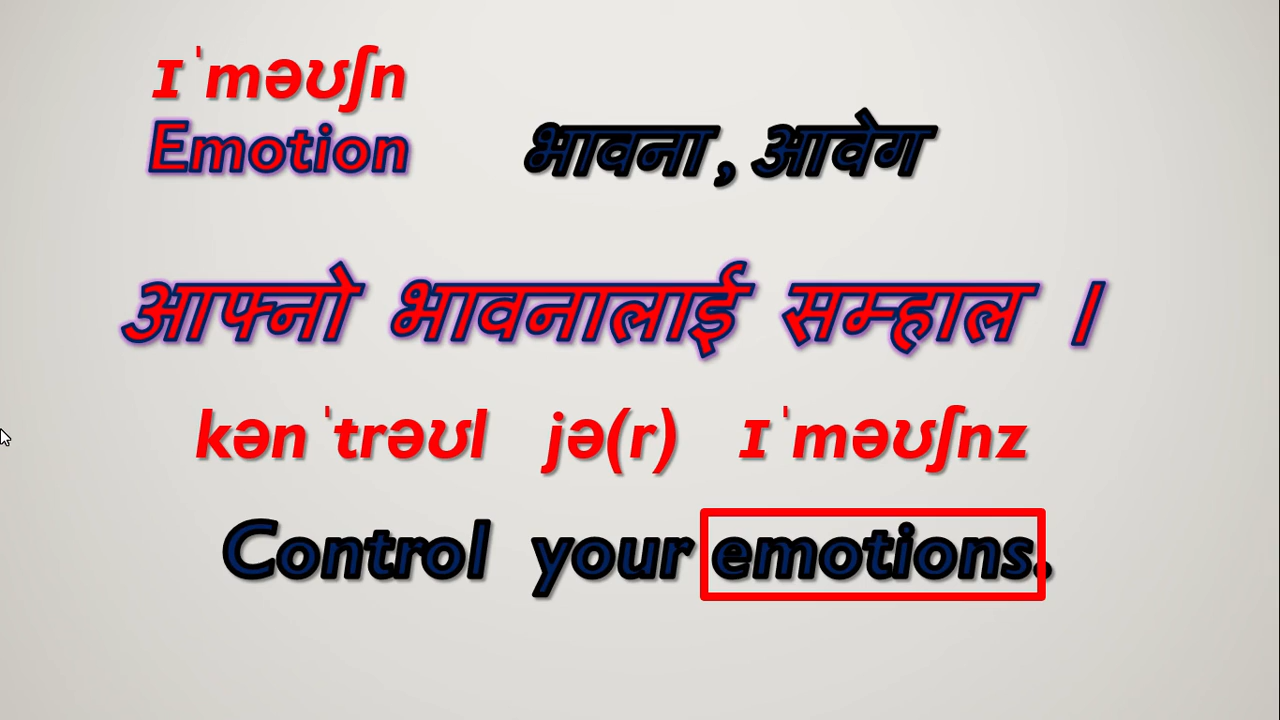 ɪˈməʊʃn
Emotion भावना , आवेग
आफ्नो भावनालाई सम्हाल ।
kənˈtrəʊl jə(r) ɪˈməʊʃnz
Control your emotions.